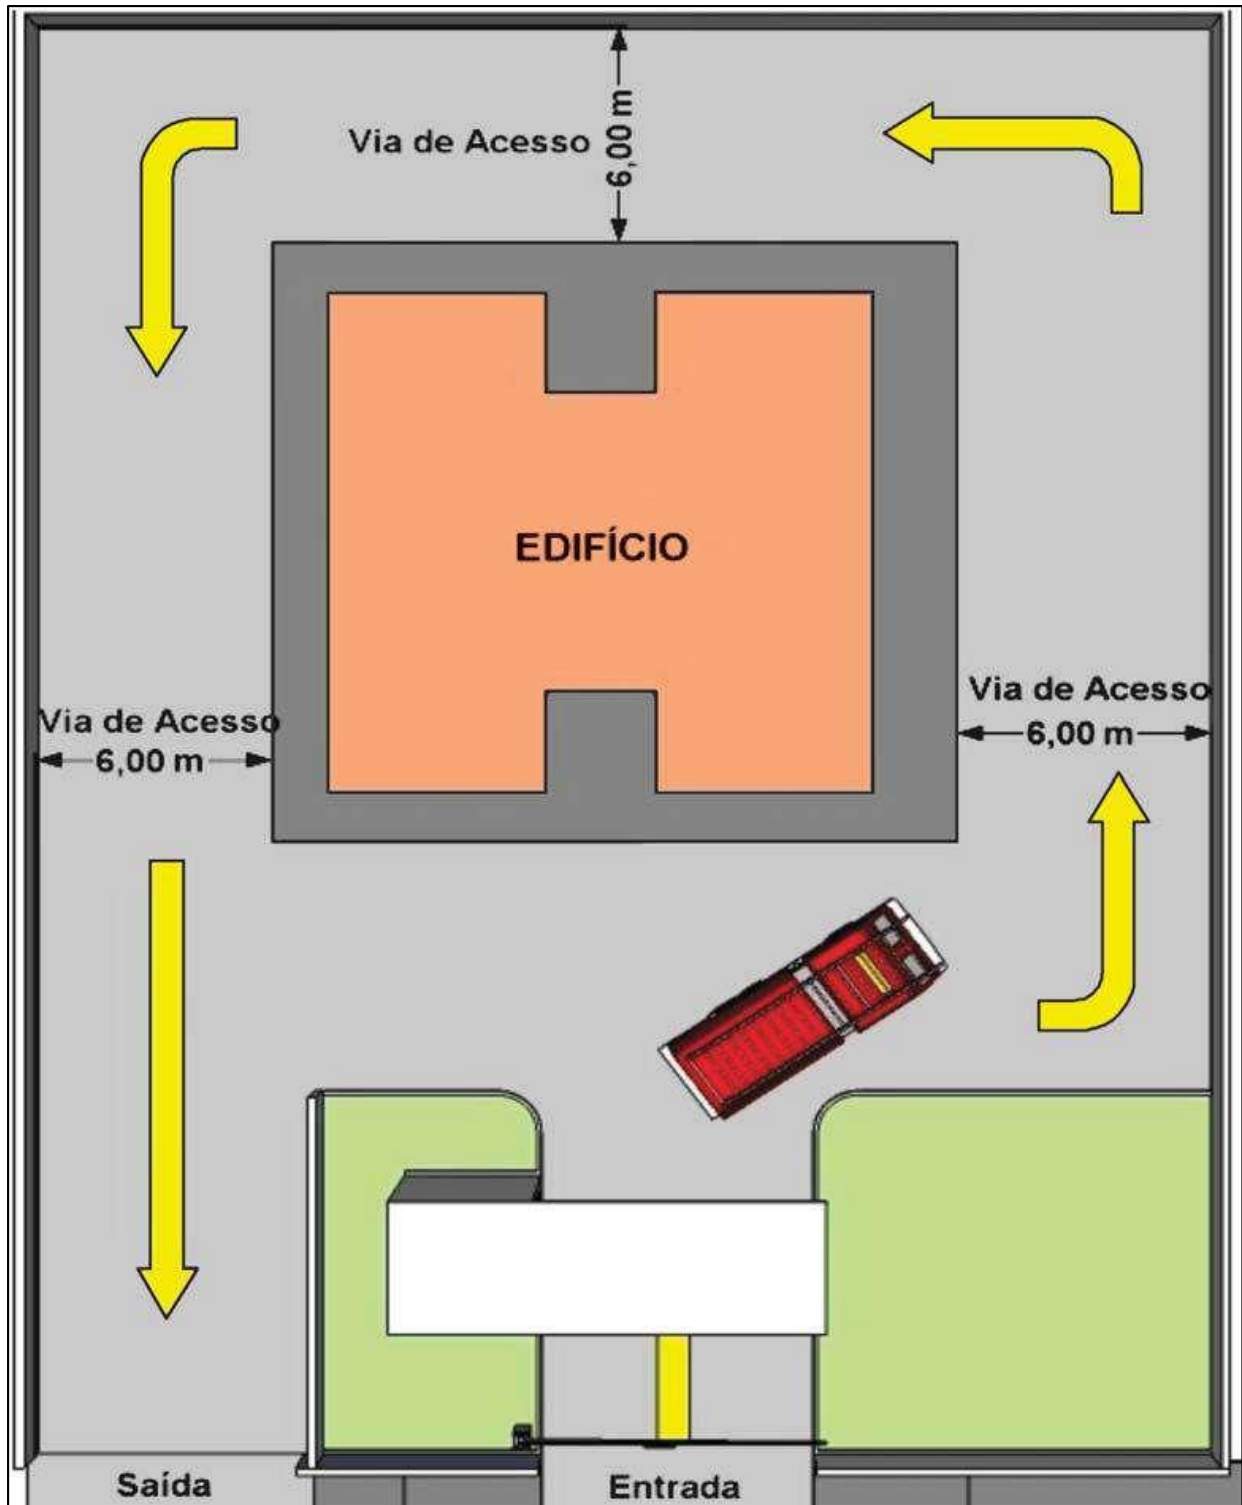 Via de Acesso
6,00 m
EDIFÍCIO
Via de Acesso
6,00 m
Via de Acesso
6,00 m
Saída
Entrada